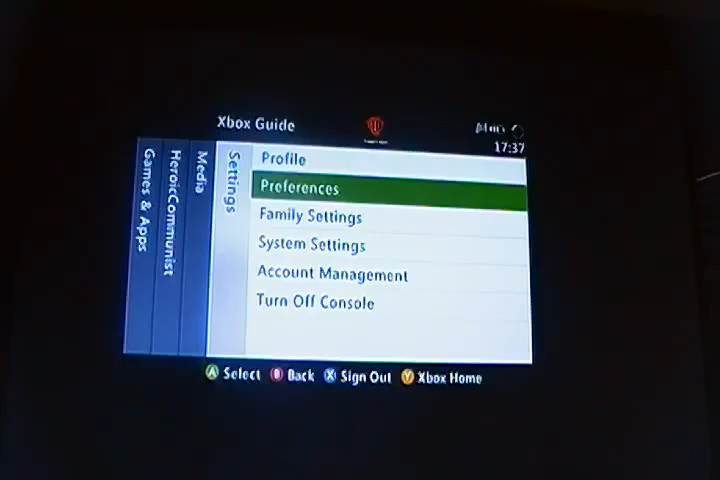 Xbox Guide
17:37
Games & Apps
HeroicCommunist
Media
Settings
Profile
Preferences
Family Settings
System Settings
Account Management
Turn Off Console
A Select B Back X Sign Out Y Xbox Home